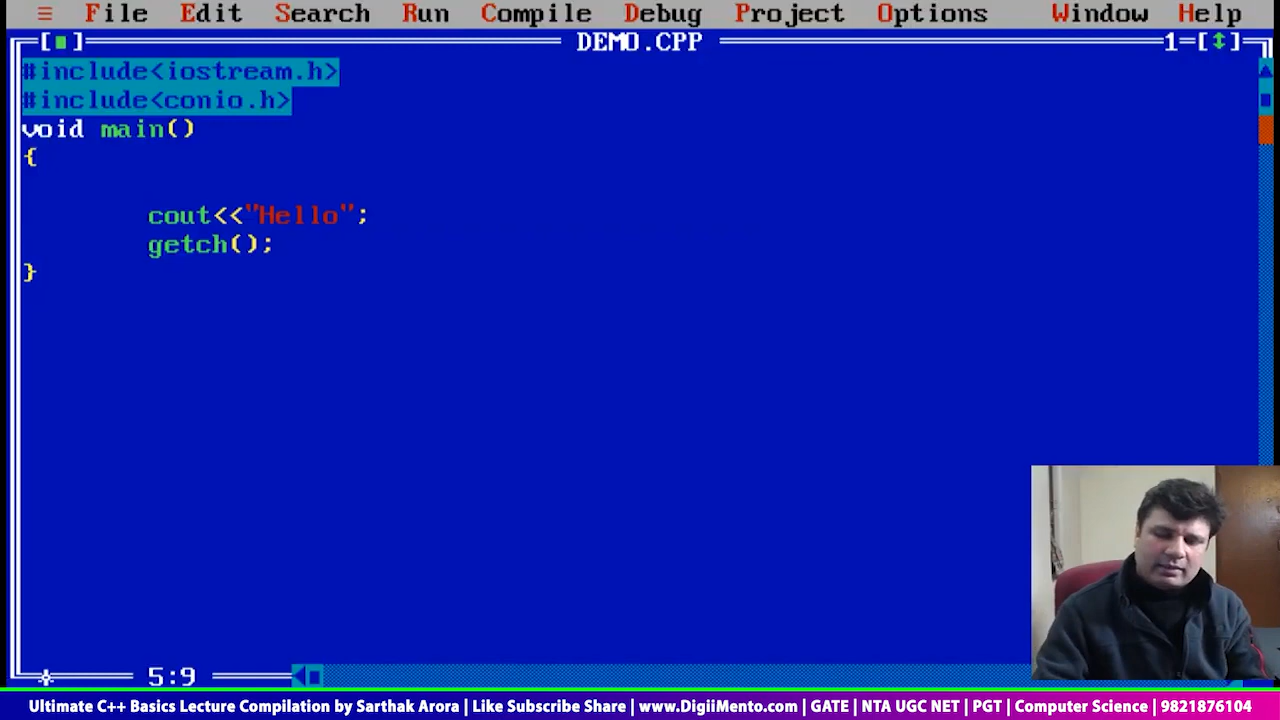 ≡ File Edit Search Run Compile Debug Project Options Window Help
[■] DEMO.CPP 1=[↕]
#include<iostream.h>
#include<conio.h>
void main()
{
cout<<"Hello";
getch();
}
5:9
Ultimate C++ Basics Lecture Compilation by Sarthak Arora | Like Subscribe Share | www.DigiiMento.com | GATE | NTA UGC NET | PGT | Computer Science | 9821876104